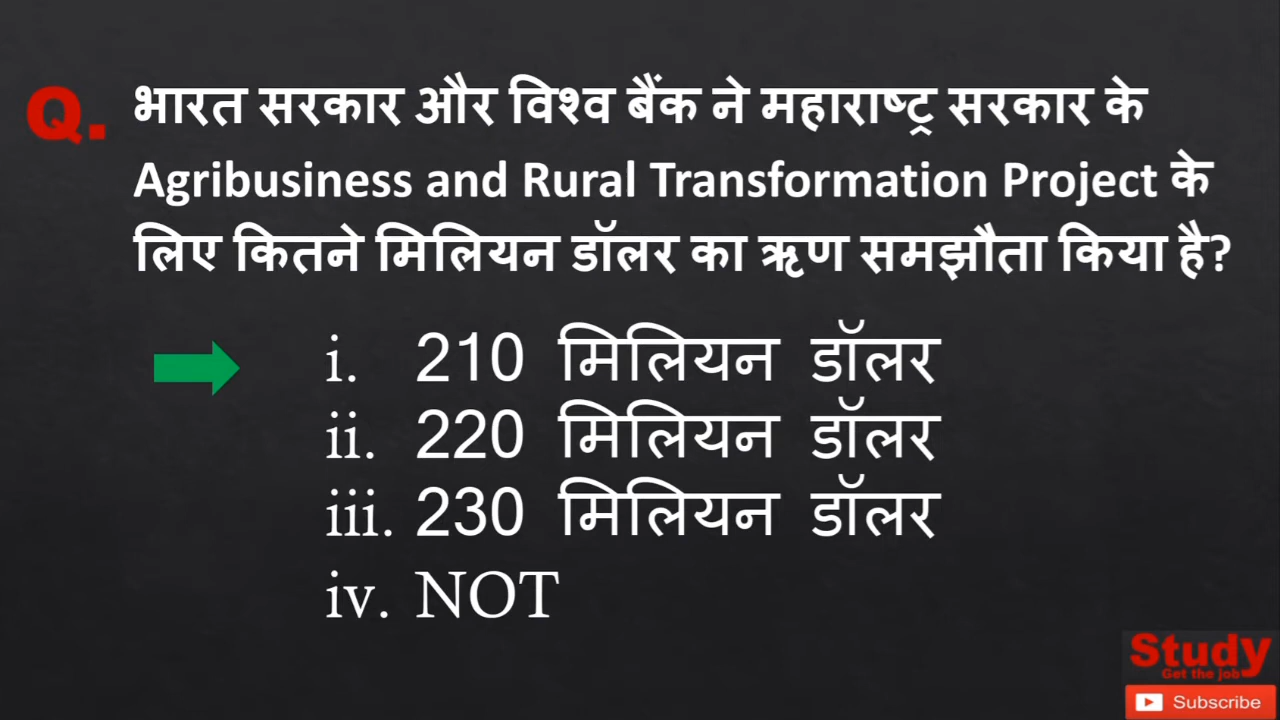 Q. भारत सरकार और विश्व बैंक ने महाराष्ट्र सरकार के
Agribusiness and Rural Transformation Project के
लिए कितने मिलियन डॉलर का ऋण समझौता किया है?
i. 210 मिलियन डॉलर
ii. 220 मिलियन डॉलर
iii. 230 मिलियन डॉलर
iv. NOT
Study
Get the job
Subscribe